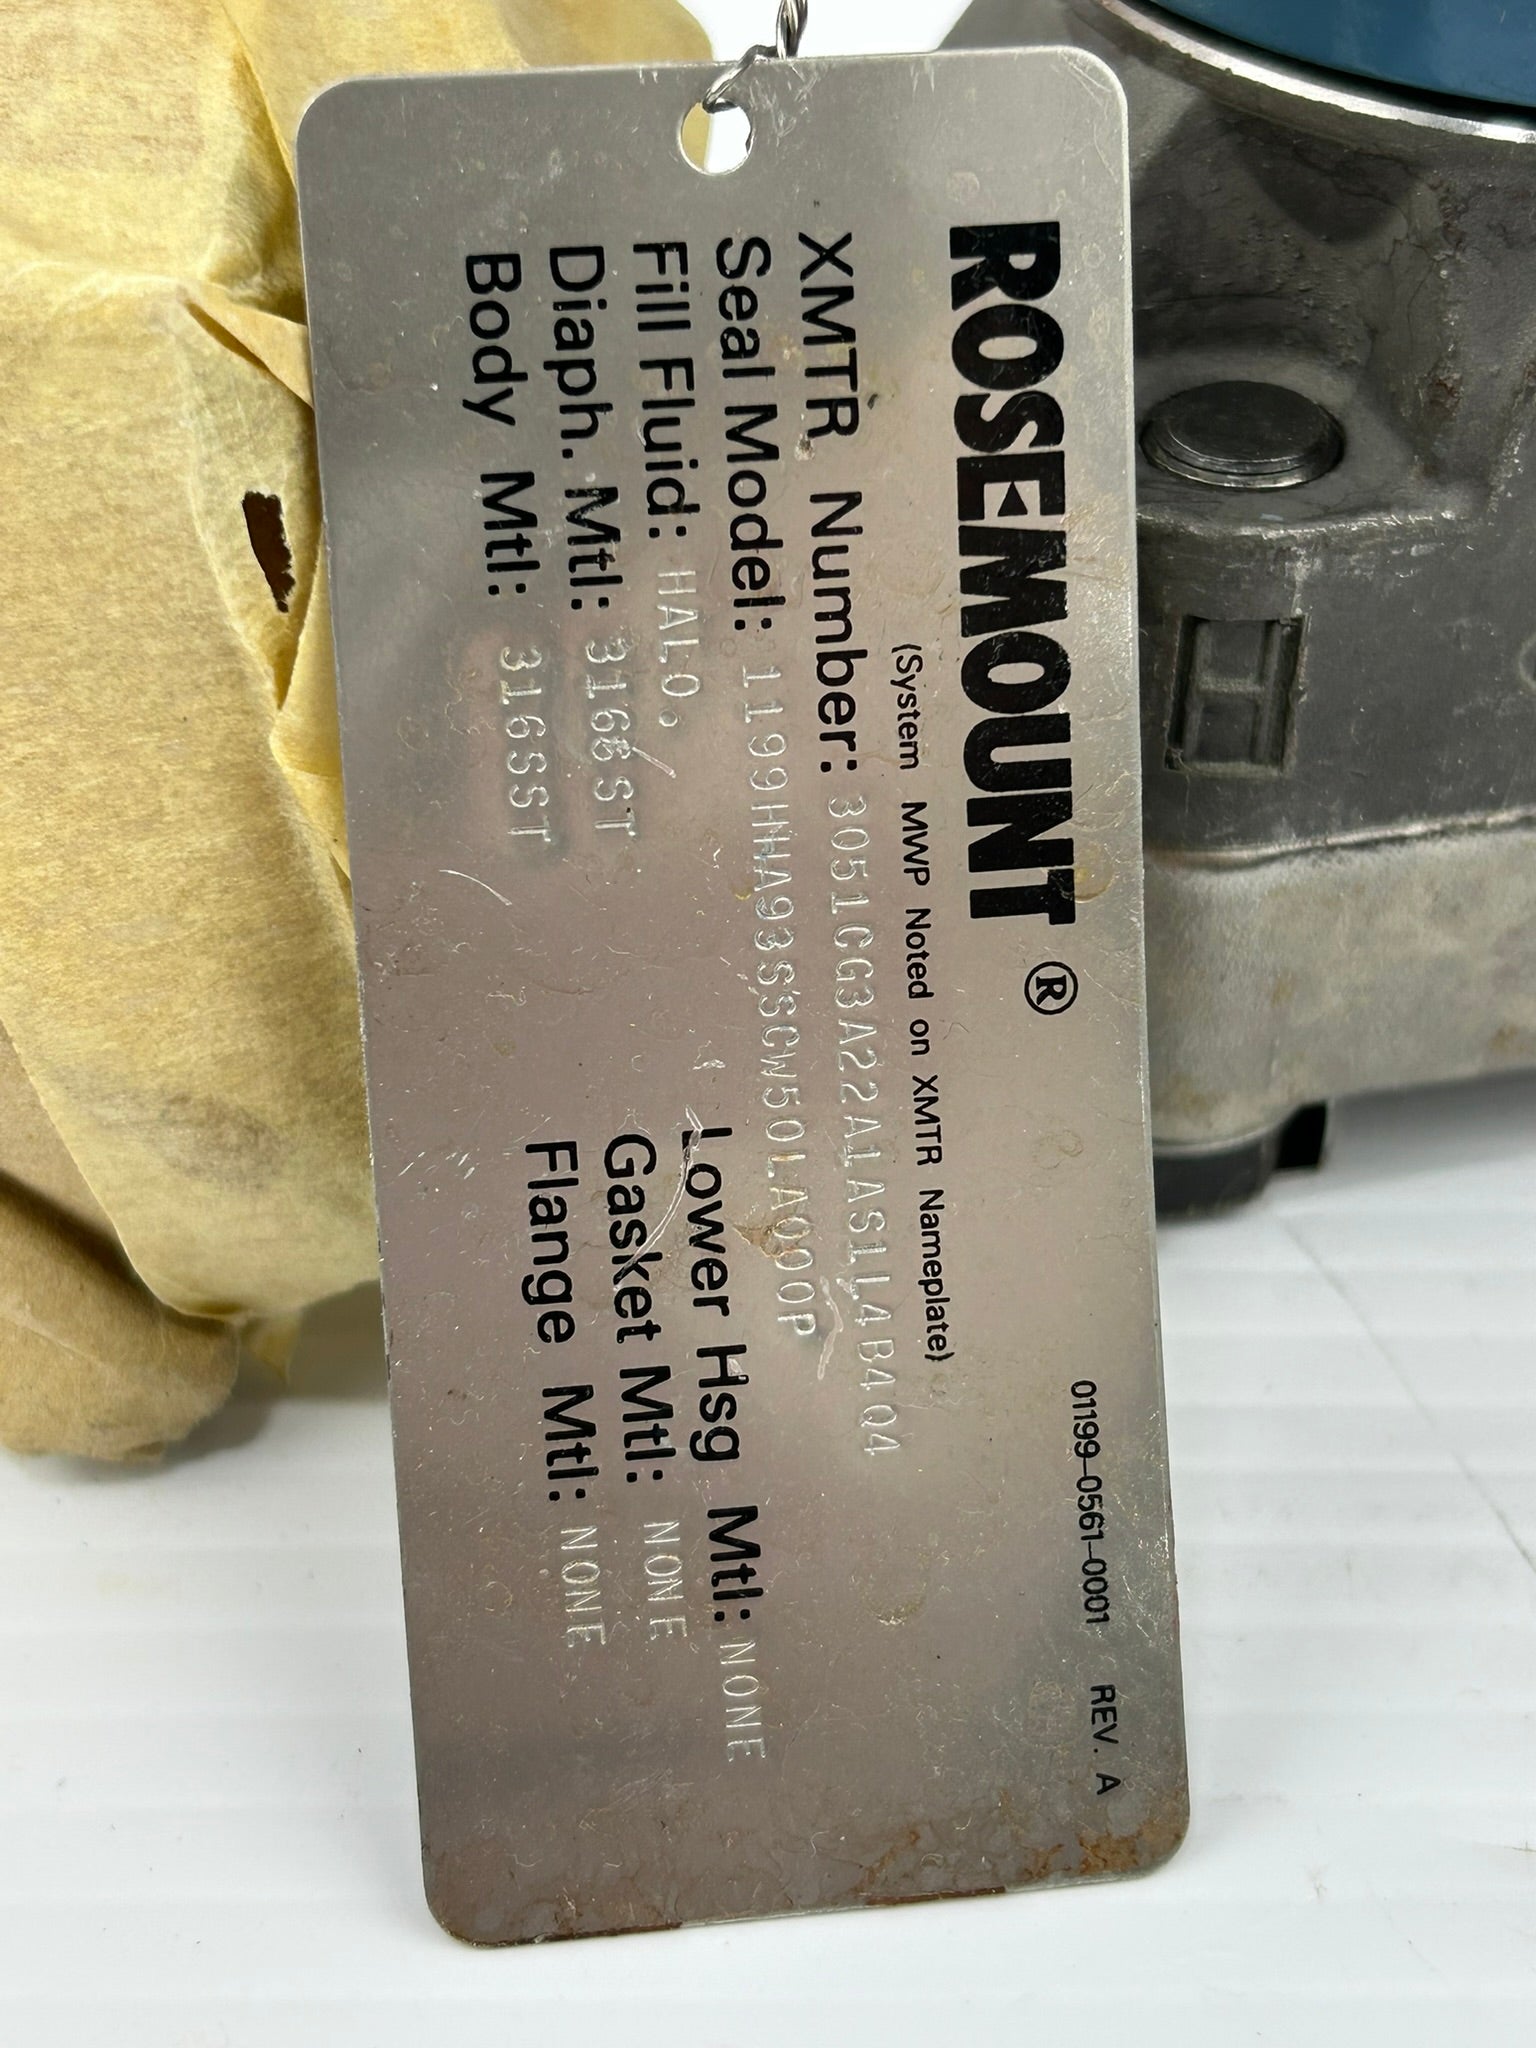 ROSEMOUNT®
01199-0561-0001 REV. A
(System MWP Noted on XMTR Nameplate)
XMTR Number: 3051CG3A22A1AS1L4B4Q4
Seal Model: 1199HHA93SSCW50LA000P
Fill Fluid: HALO.
Lower Hsg Mtl: NONE
Diaph. Mtl: 316SST
Gasket Mtl: NONE
Body Mtl: 316SST
Flange Mtl: NONE
H